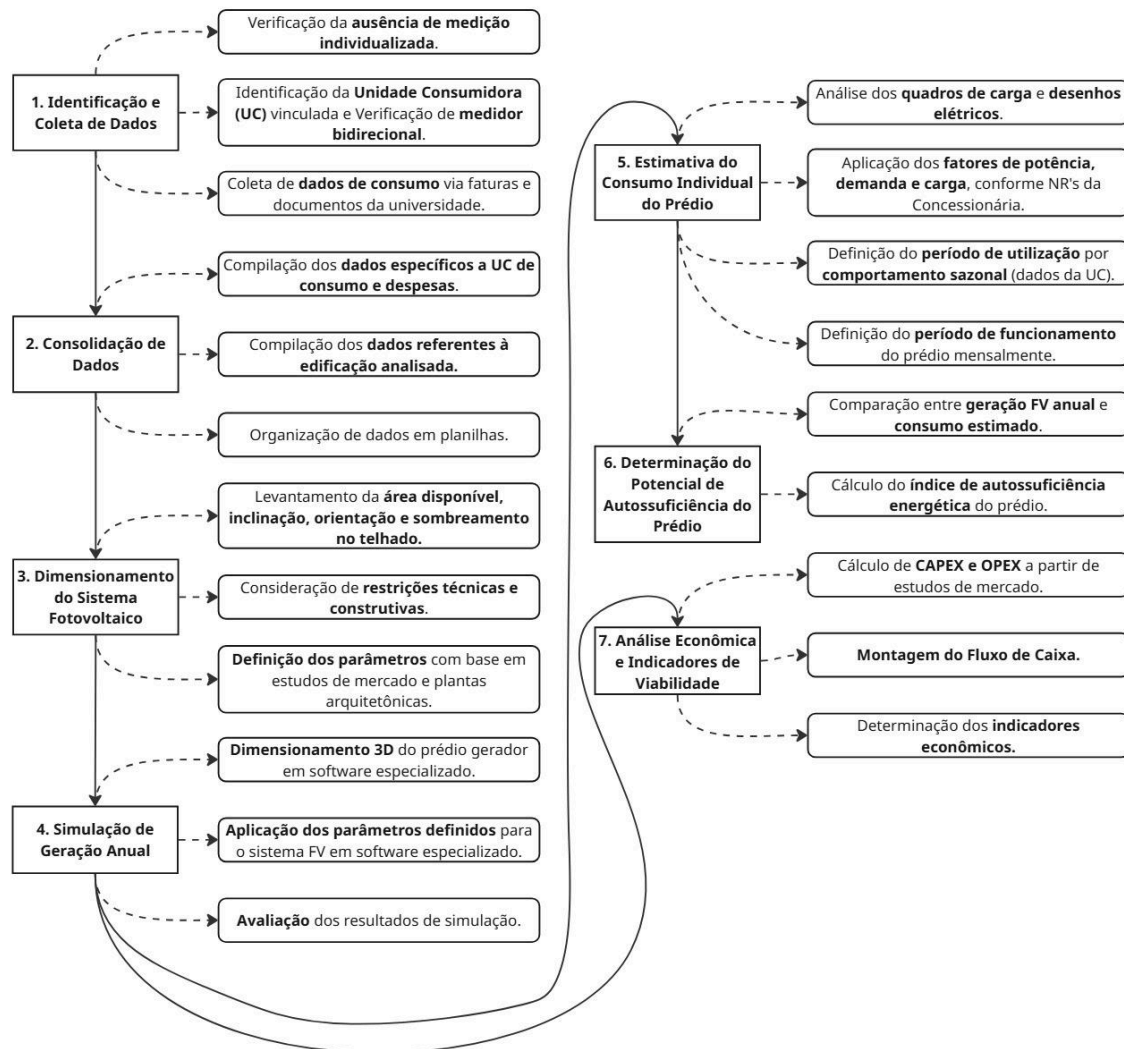 Verificação da ausência de medição
individualizada.
1. Identificação e
Coleta de Dados
Identificação da Unidade Consumidora
(UC) vinculada e Verificação de medidor
bidirecional.
Coleta de dados de consumo via faturas e
documentos da universidade.
Compilação dos dados específicos a UC de
consumo e despesas.
2. Consolidação de
Dados
Compilação dos dados referentes à
edificação analisada.
Organização de dados em planilhas.
Levantamento da área disponível,
inclinação, orientação e sombreamento
no telhado.
3. Dimensionamento
do Sistema
Fotovoltaico
Consideração de restrições técnicas e
construtivas.
Definição dos parâmetros com base em
estudos de mercado e plantas
arquitetônicas.
Dimensionamento 3D do prédio gerador
em software especializado.
4. Simulação de
Geração Anual
Aplicação dos parâmetros definidos para
o sistema FV em software especializado.
Avaliação dos resultados de simulação.
Análise dos quadros de carga e desenhos
elétricos.
5. Estimativa do
Consumo Individual
do Prédio
Aplicação dos fatores de potência,
demanda e carga, conforme NR's da
Concessionária.
Definição do período de utilização por
comportamento sazonal (dados da UC).
Definição do período de funcionamento
do prédio mensalmente.
Comparação entre geração FV anual e
consumo estimado.
6. Determinação do
Potencial de
Autossuficiência do
Prédio
Cálculo do índice de autossuficiência
energética do prédio.
Cálculo de CAPEX e OPEX a partir de
estudos de mercado.
7. Análise Econômica
e Indicadores de
Viabilidade
Montagem do Fluxo de Caixa.
Determinação dos indicadores
econômicos.